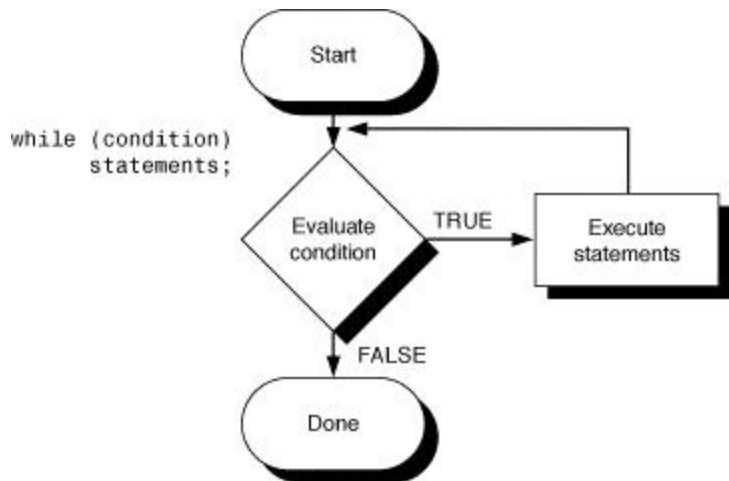 Start
while (condition)
statements;
Evaluate
condition
TRUE
Execute
statements
FALSE
Done